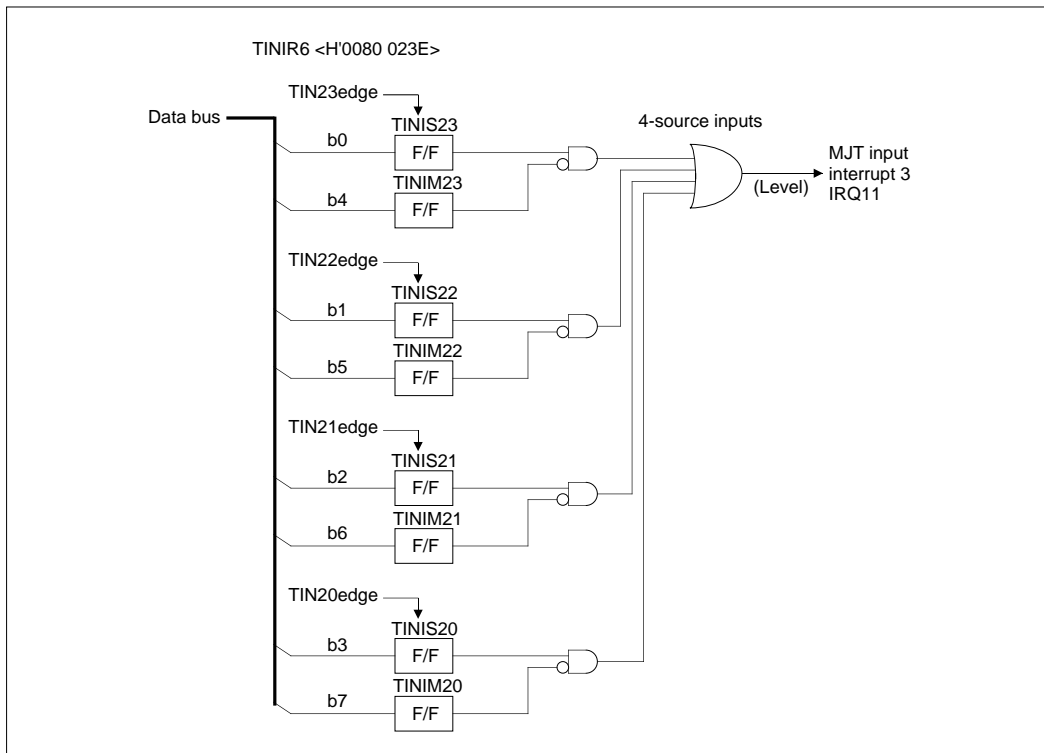 TINIR6 <H'0080 023E>
TIN23edge
Data bus
TINIS23
4-source inputs
b0
F/F
MJT input
interrupt 3
IRQ11
(Level)
TINIM23
b4
F/F
TIN22edge
TINIS22
b1
F/F
TINIM22
b5
F/F
TIN21edge
TINIS21
b2
F/F
TINIM21
b6
F/F
TIN20edge
TINIS20
b3
F/F
TINIM20
b7
F/F